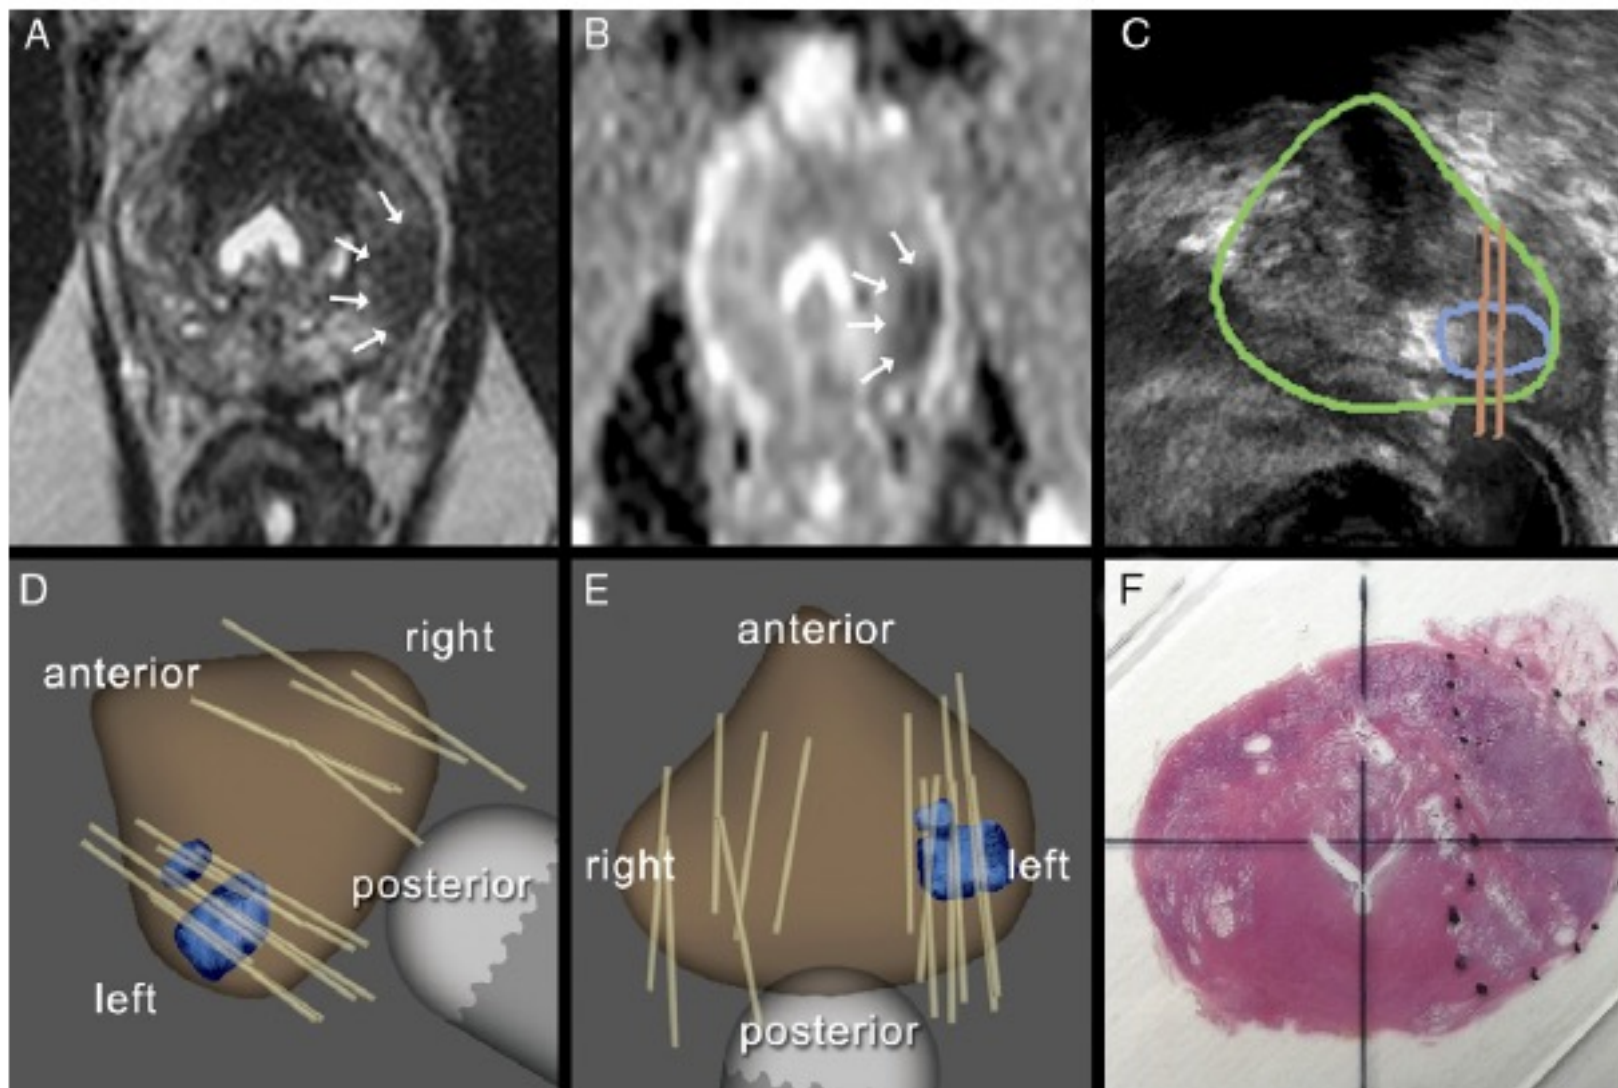 A
B
C
D
right
anterior
posterior
left
E
anterior
right
left
posterior
F